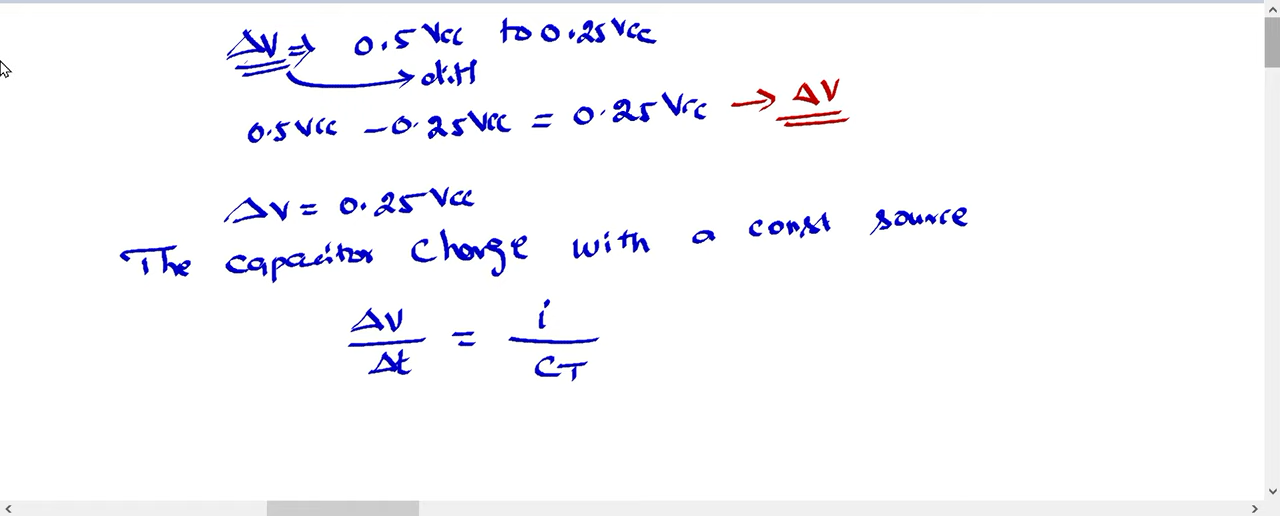 ΔV ⇒ 0.5 Vcc to 0.25 Vcc
→ diff
0.5 Vcc - 0.25 Vcc = 0.25 Vcc → ΔV
ΔV = 0.25 Vcc
The capacitor charge with a const source
ΔV/Δt = i/CT